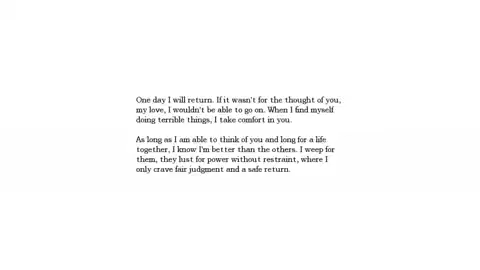 One day I will return. If it wasn't for the thought of you,
my love, I wouldn't be able to go on. When I find myself
doing terrible things, I take comfort in you.
As long as I am able to think of you and long for a life
together, I know I'm better than the others. I weep for
them, they lust for power without restraint, where I
only crave fair judgment and a safe return.